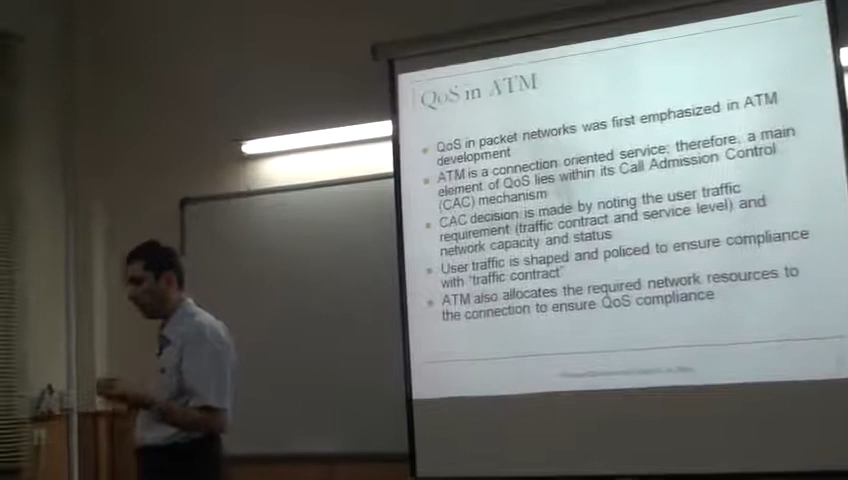 QoS in ATM
QoS in packet networks was first emphasized in ATM
development
ATM is a connection oriented service; therefore, a main
element of QoS lies within its Call Admission Control
(CAC) mechanism
CAC decision is made by noting the user traffic
requirement (traffic contract and service level) and
network capacity and status
User traffic is shaped and policed to ensure compliance
with "traffic contract"
ATM also allocates the required network resources to
the connection to ensure QoS compliance